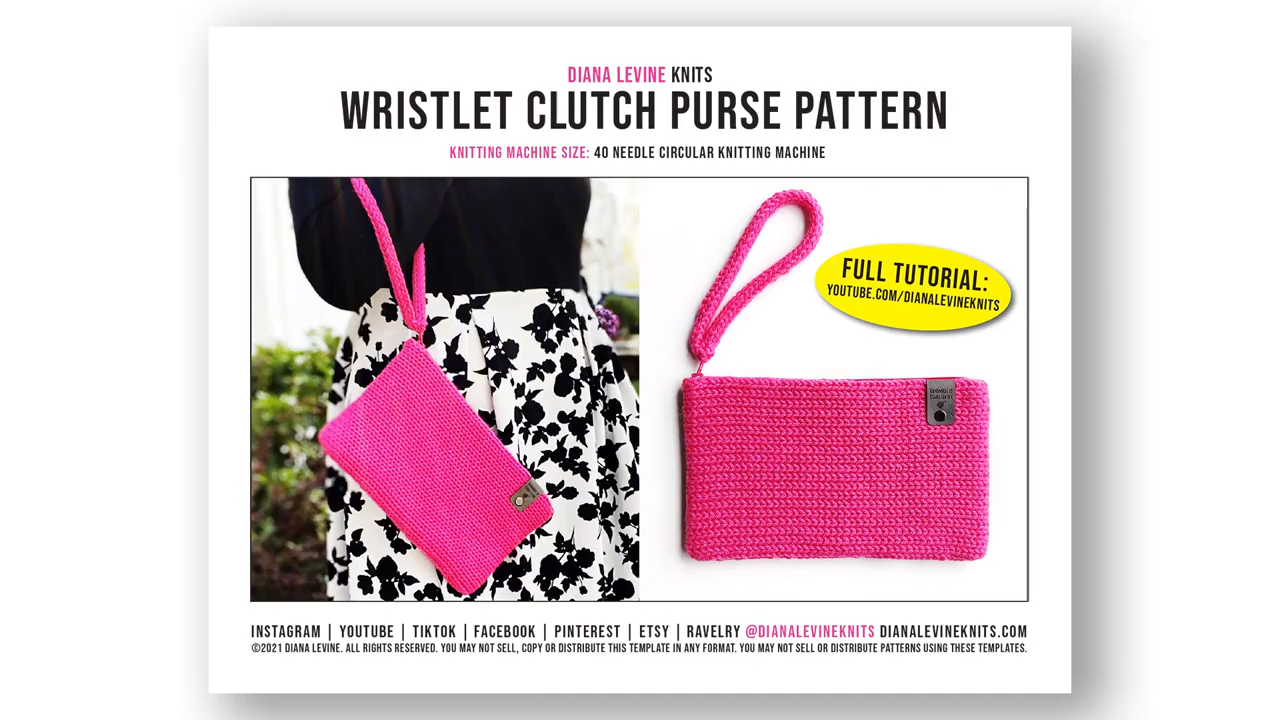 DIANA LEVINE KNITS
WRISTLET CLUTCH PURSE PATTERN
KNITTING MACHINE SIZE: 40 NEEDLE CIRCULAR KNITTING MACHINE
FULL TUTORIAL:
YOUTUBE.COM/DIANALEVINEKNITS
INSTAGRAM | YOUTUBE | TIKTOK | FACEBOOK | PINTEREST | ETSY | RAVELRY @DIANALEVINEKNITS DIANALEVINEKNITS.COM
©2021 DIANA LEVINE. ALL RIGHTS RESERVED. YOU MAY NOT SELL, COPY OR DISTRIBUTE THIS TEMPLATE IN ANY FORMAT. YOU MAY NOT SELL OR DISTRIBUTE PATTERNS USING THESE TEMPLATES.